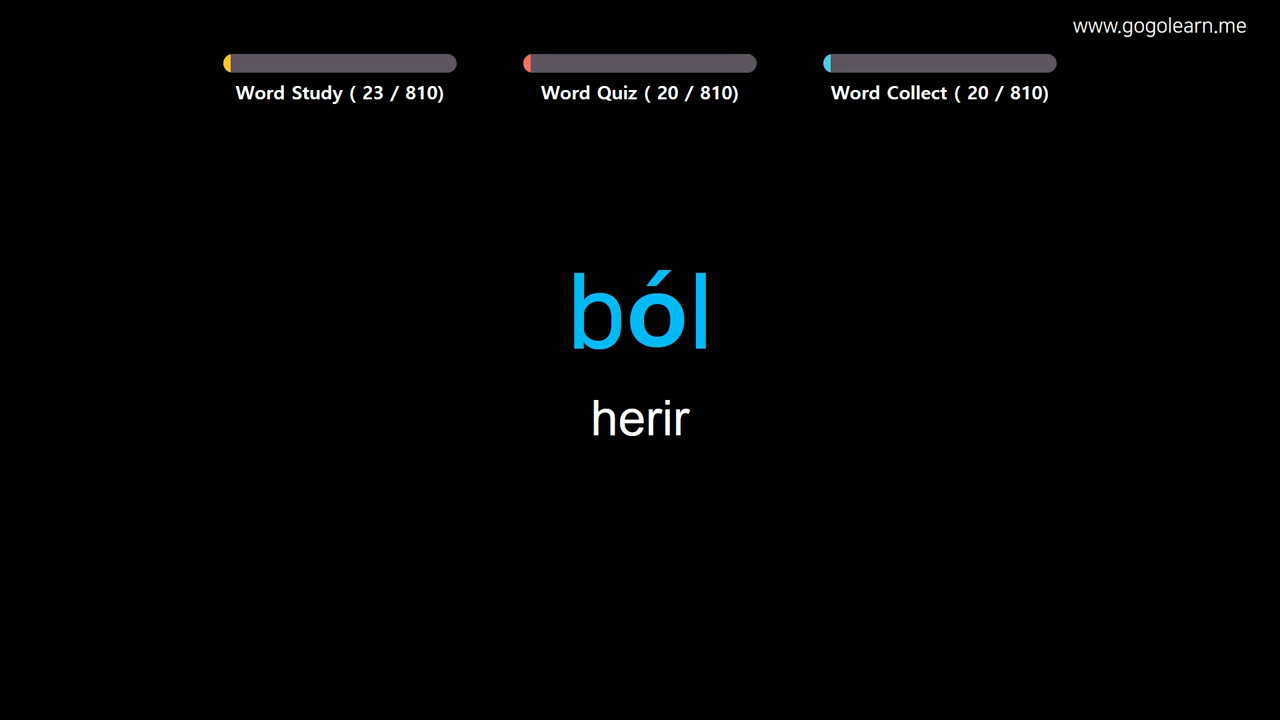 www.gogolearn.me
Word Study ( 23 / 810)
Word Quiz ( 20 / 810)
Word Collect ( 20 / 810)
ból
herir